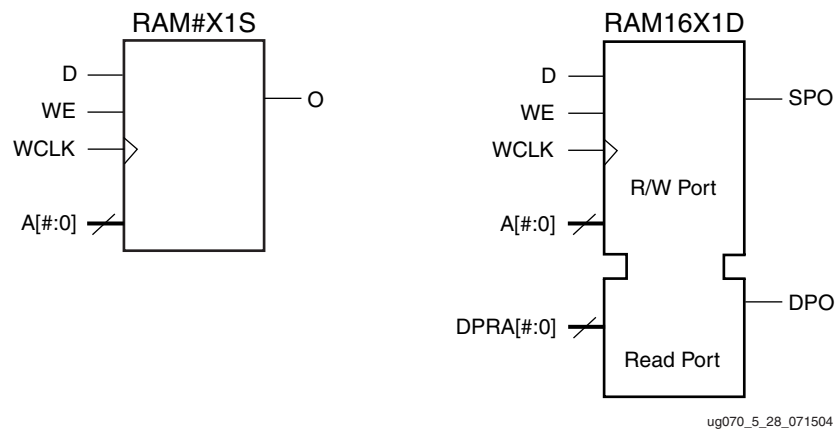 RAM#X1S
D
WE
WCLK
A[#:0]
O
RAM16X1D
D
WE
WCLK
A[#:0]
DPRA[#:0]
R/W Port
Read Port
SPO
DPO
ug070_5_28_071504